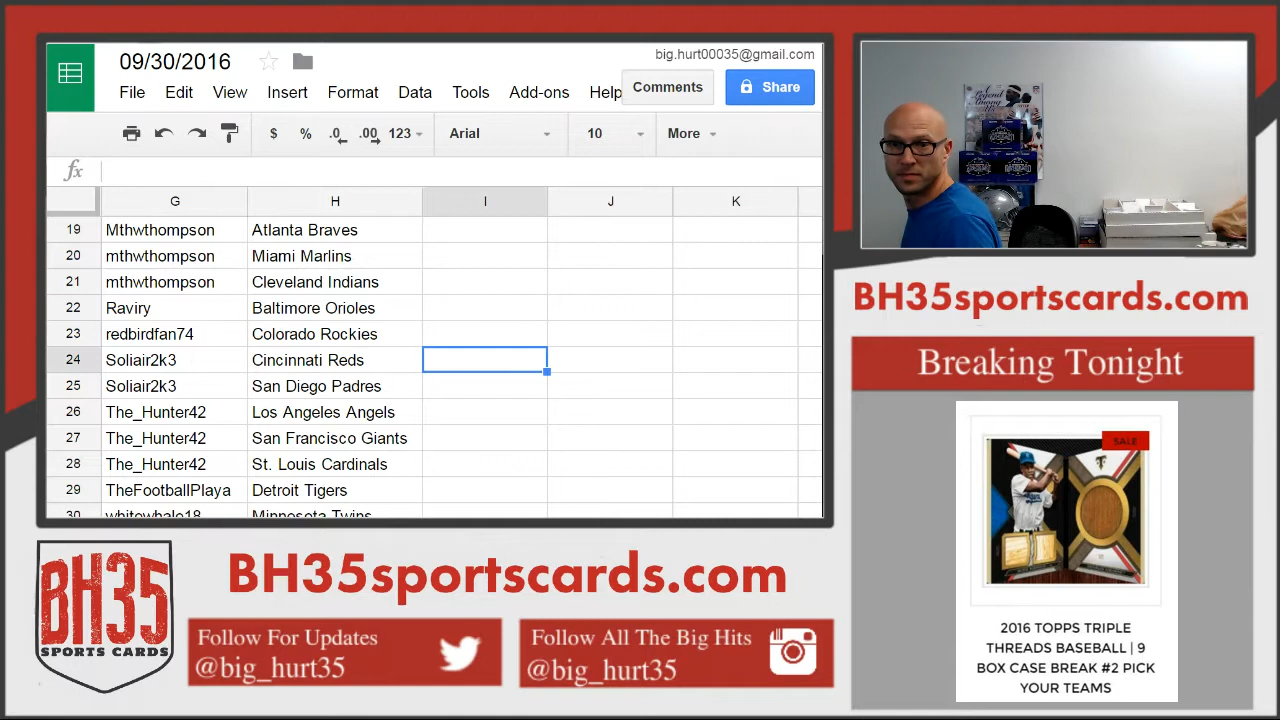 09/30/2016
big.hurt00035@gmail.com
File Edit View Insert Format Data Tools Add-ons Help
Comments
Share
$ % .0 .00 123 Arial 10 More
fx
G H I J K
19 Mthwthompson Atlanta Braves
20 mthwthompson Miami Marlins
21 mthwthompson Cleveland Indians
22 Raviry Baltimore Orioles
23 redbirdfan74 Colorado Rockies
24 Soliair2k3 Cincinnati Reds
25 Soliair2k3 San Diego Padres
26 The_Hunter42 Los Angeles Angels
27 The_Hunter42 San Francisco Giants
28 The_Hunter42 St. Louis Cardinals
29 TheFootballPlaya Detroit Tigers
30 whitewhale18 Minnesota Twins
BH35sportscards.com
Breaking Tonight
SALE
2016 TOPPS TRIPLE
THREADS BASEBALL | 9
BOX CASE BREAK #2 PICK
YOUR TEAMS
BH35
SPORTS CARDS
BH35sportscards.com
Follow For Updates
@big_hurt35
Follow All The Big Hits
@big_hurt35